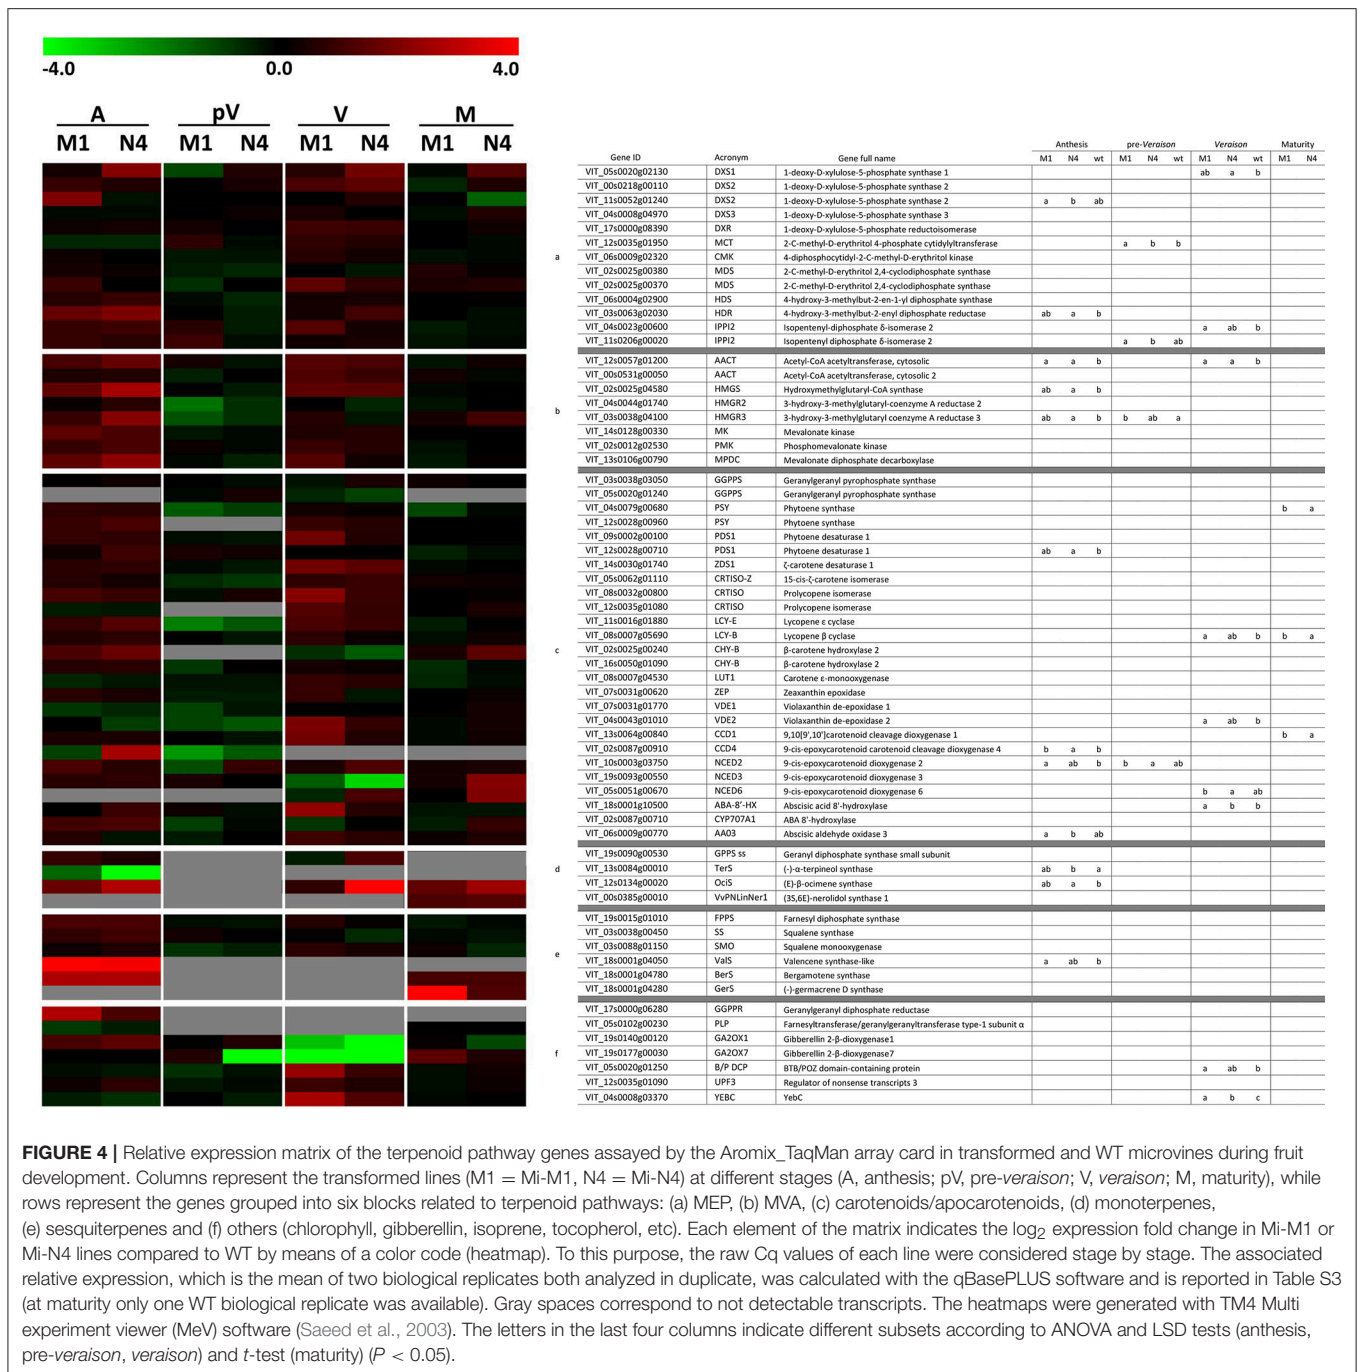 -4.0 0.0 4.0
A pV V M
M1 N4 M1 N4 M1 N4 M1 N4
Anthesis pre-Veraison Veraison Maturity
Gene ID Acronym Gene full name M1 N4 wt M1 N4 wt M1 N4 wt M1 N4
VIT_05s0020g02130 DXS1 1-deoxy-D-xylulose-5-phosphate synthase 1 ab a b
VIT_00s0218g00110 DXS2 1-deoxy-D-xylulose-5-phosphate synthase 2
VIT_11s0052g01240 DXS2 1-deoxy-D-xylulose-5-phosphate synthase 2 a b ab
VIT_04s0008g04970 DXS3 1-deoxy-D-xylulose-5-phosphate synthase 3
VIT_17s0000g08390 DXR 1-deoxy-D-xylulose-5-phosphate reductoisomerase
VIT_12s0035g01950 MCT 2-C-methyl-D-erythritol 4-phosphate cytidylyltransferase a b b
a VIT_06s0009g02320 CMK 4-diphosphocytidyl-2-C-methyl-D-erythritol kinase
VIT_02s0025g00380 MDS 2-C-methyl-D-erythritol 2,4-cyclodiphosphate synthase
VIT_02s0025g00370 MDS 2-C-methyl-D-erythritol 2,4-cyclodiphosphate synthase
VIT_06s0004g02900 HDS 4-hydroxy-3-methylbut-2-en-1-yl diphosphate synthase
VIT_03s0063g02030 HDR 4-hydroxy-3-methylbut-2-enyl diphosphate reductase ab a b
VIT_04s0023g00600 IPPI2 Isopentenyl-diphosphate δ-isomerase 2 a ab b
VIT_11s0206g00020 IPPI2 Isopentenyl diphosphate δ-isomerase 2 a b ab
VIT_12s0057g01200 AACT Acetyl-CoA acetyltransferase, cytosolic a a b a a b
VIT_00s0531g00050 AACT Acetyl-CoA acetyltransferase, cytosolic 2
VIT_02s0025g04580 HMGS Hydroxymethylglutaryl-CoA synthase ab a b
VIT_04s0044g01740 HMGR2 3-hydroxy-3-methylglutaryl-coenzyme A reductase 2
b VIT_03s0038g04100 HMGR3 3-hydroxy-3-methylglutaryl coenzyme A reductase 3 ab a b b ab a
VIT_14s0128g00330 MK Mevalonate kinase
VIT_02s0012g02530 PMK Phosphomevalonate kinase
VIT_13s0106g00790 MPDC Mevalonate diphosphate decarboxylase
VIT_03s0038g03050 GGPPS Geranylgeranyl pyrophosphate synthase
VIT_05s0020g01240 GGPPS Geranylgeranyl pyrophosphate synthase
VIT_04s0079g00680 PSY Phytoene synthase b a
VIT_12s0028g00960 PSY Phytoene synthase
VIT_09s0002g00100 PDS1 Phytoene desaturase 1
VIT_12s0028g00710 PDS1 Phytoene desaturase 1 ab a b
VIT_14s0030g01740 ZDS1 ζ-carotene desaturase 1
VIT_05s0062g01110 CRTISO-Z 15-cis-ζ-carotene isomerase
VIT_08s0032g00800 CRTISO Prolycopene isomerase
VIT_12s0035g01080 CRTISO Prolycopene isomerase
VIT_11s0016g01880 LCY-E Lycopene ε cyclase
VIT_08s0007g05690 LCY-B Lycopene β cyclase a ab b b a
c VIT_02s0025g00240 CHY-B β-carotene hydroxylase 2
VIT_16s0050g01090 CHY-B β-carotene hydroxylase 2
VIT_08s0007g04530 LUT1 Carotene ε-monooxygenase
VIT_07s0031g00620 ZEP Zeaxanthin epoxidase
VIT_07s0031g01770 VDE1 Violaxanthin de-epoxidase 1
VIT_04s0043g01010 VDE2 Violaxanthin de-epoxidase 2 a ab b
VIT_13s0064g00840 CCD1 9,10[9',10']carotenoid cleavage dioxygenase 1 b a
VIT_02s0087g00910 CCD4 9-cis-epoxycarotenoid carotenoid cleavage dioxygenase 4 b a b
VIT_10s0003g03750 NCED2 9-cis-epoxycarotenoid dioxygenase 2 a ab b b a ab
VIT_19s0093g00550 NCED3 9-cis-epoxycarotenoid dioxygenase 3
VIT_05s0051g00670 NCED6 9-cis-epoxycarotenoid dioxygenase 6 b a ab
VIT_18s0001g10500 ABA-8'-HX Abscisic acid 8'-hydroxylase a b b
VIT_02s0087g00710 CYP707A1 ABA 8'-hydroxylase
VIT_06s0009g00770 AA03 Abscisic aldehyde oxidase 3 a b ab
VIT_19s0090g00530 GPPS ss Geranyl diphosphate synthase small subunit
d VIT_13s0084g00010 TerS (-)-α-terpineol synthase ab b a
VIT_12s0134g00020 OciS (E)-β-ocimene synthase ab a b
VIT_00s0385g00010 VvPNLinNer1 (3S,6E)-nerolidol synthase 1
VIT_19s0015g01010 FPPS Farnesyl diphosphate synthase
VIT_03s0038g00450 SS Squalene synthase
VIT_03s0088g01150 SMO Squalene monooxygenase
e VIT_18s0001g04050 ValS Valencene synthase-like a ab b
VIT_18s0001g04780 BerS Bergamotene synthase
VIT_18s0001g04280 GerS (-)-germacrene D synthase
VIT_17s0000g06280 GGPPR Geranylgeranyl diphosphate reductase
VIT_05s0102g00230 PLP Farnesyltransferase/geranylgeranyltransferase type-1 subunit α
VIT_19s0140g00120 GA2OX1 Gibberellin 2-β-dioxygenase1
f VIT_19s0177g00030 GA2OX7 Gibberellin 2-β-dioxygenase7
VIT_05s0020g01250 B/P DCP BTB/POZ domain-containing protein a ab b
VIT_12s0035g01090 UPF3 Regulator of nonsense transcripts 3
VIT_04s0008g03370 YEBC YebC a b c
FIGURE 4 | Relative expression matrix of the terpenoid pathway genes assayed by the Aromix_TaqMan array card in transformed and WT microvines during fruit
development. Columns represent the transformed lines (M1 = Mi-M1, N4 = Mi-N4) at different stages (A, anthesis; pV, pre-veraison; V, veraison; M, maturity), while
rows represent the genes grouped into six blocks related to terpenoid pathways: (a) MEP, (b) MVA, (c) carotenoids/apocarotenoids, (d) monoterpenes,
(e) sesquiterpenes and (f) others (chlorophyll, gibberellin, isoprene, tocopherol, etc). Each element of the matrix indicates the log2 expression fold change in Mi-M1 or
Mi-N4 lines compared to WT by means of a color code (heatmap). To this purpose, the raw Cq values of each line were considered stage by stage. The associated
relative expression, which is the mean of two biological replicates both analyzed in duplicate, was calculated with the qBasePLUS software and is reported in Table S3
(at maturity only one WT biological replicate was available). Gray spaces correspond to not detectable transcripts. The heatmaps were generated with TM4 Multi
experiment viewer (MeV) software (Saeed et al., 2003). The letters in the last four columns indicate different subsets according to ANOVA and LSD tests (anthesis,
pre-veraison, veraison) and t-test (maturity) (P < 0.05).